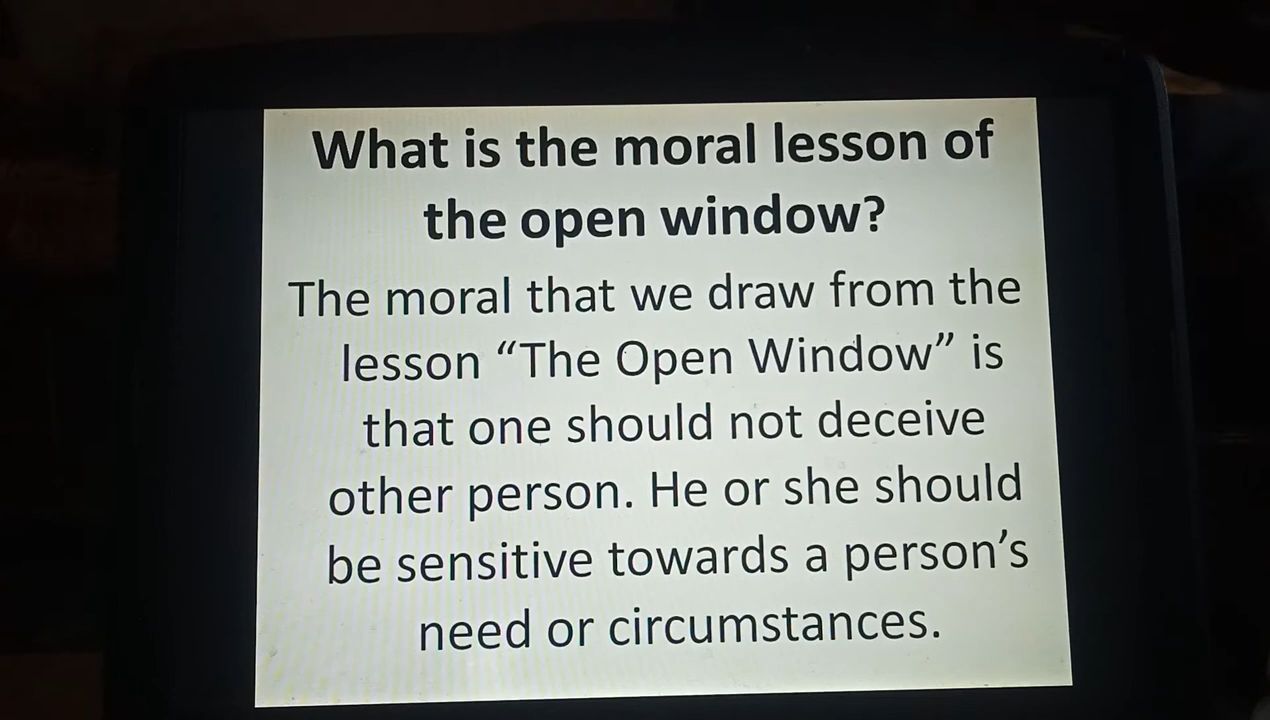 What is the moral lesson of
the open window?
The moral that we draw from the
lesson “The Open Window” is
that one should not deceive
other person. He or she should
be sensitive towards a person’s
need or circumstances.